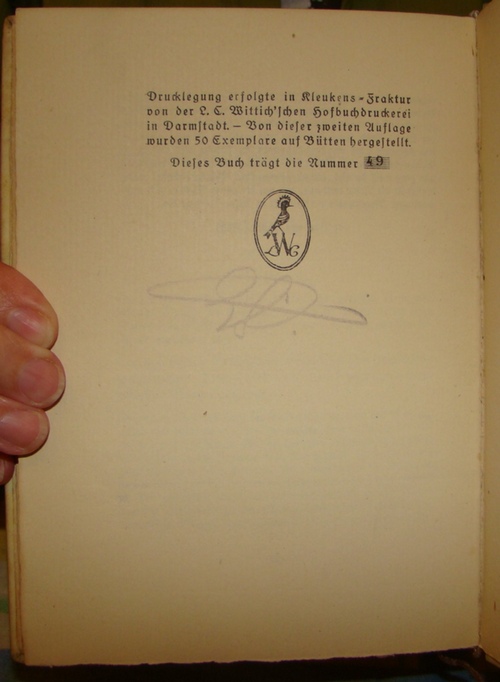 Drucklegung erfolgte in Kleukens-Fraktur
von der L. C. Wittich'schen Hofbuchdruckerei
in Darmstadt. — Von dieser zweiten Auflage
wurden 50 Exemplare auf Bütten hergestellt.
Dieses Buch trägt die Nummer 49